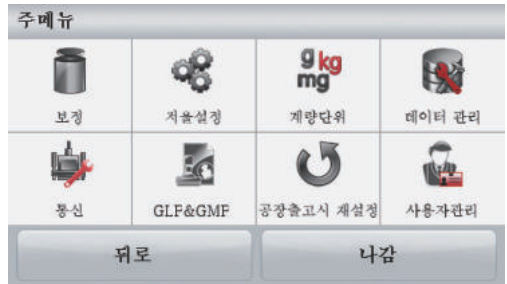 주메뉴
g kg
mg
보정 저울설정 계량단위 데이터 관리
통신 GLP&GMP 공장출고시 재설정 사용자관리
뒤로 나감